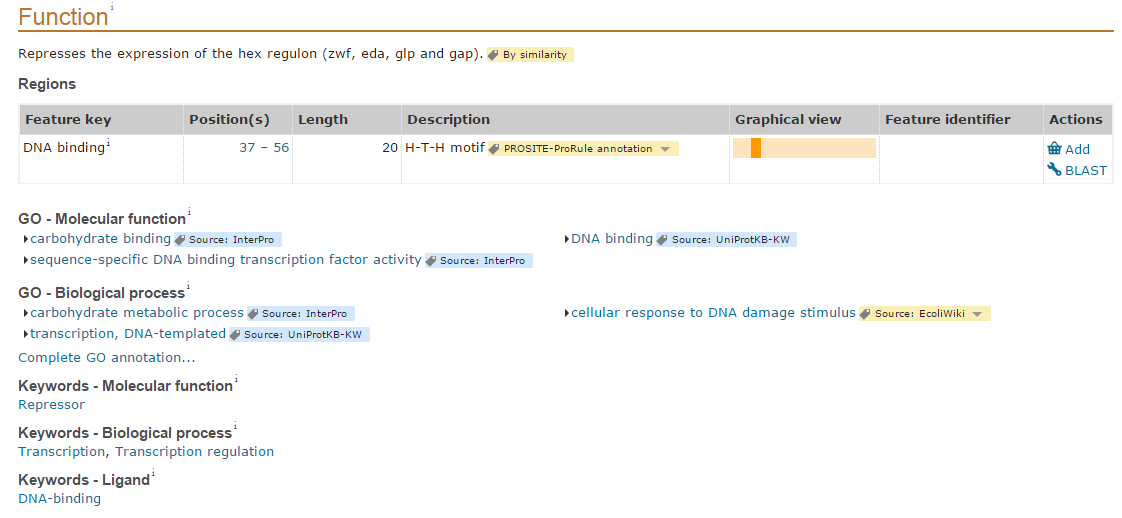 Function i
Represses the expression of the hex regulon (zwf, eda, glp and gap). By similarity
Regions
Feature key Position(s) Length Description Graphical view Feature identifier Actions
DNA binding i 37 – 56 20 H-T-H motif PROSITE-ProRule annotation Add
BLAST
GO - Molecular function i
carbohydrate binding Source: InterPro DNA binding Source: UniProtKB-KW
sequence-specific DNA binding transcription factor activity Source: InterPro
GO - Biological process i
carbohydrate metabolic process Source: InterPro cellular response to DNA damage stimulus Source: EcoliWiki
transcription, DNA-templated Source: UniProtKB-KW
Complete GO annotation...
Keywords - Molecular function i
Repressor
Keywords - Biological process i
Transcription, Transcription regulation
Keywords - Ligand i
DNA-binding